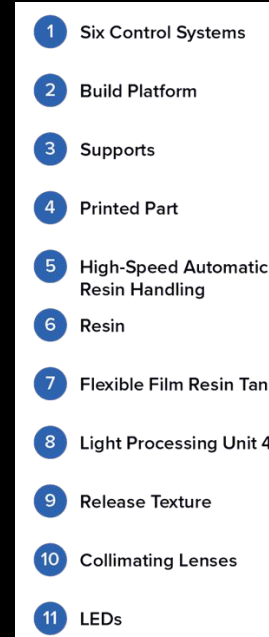 1 Six Control Systems
2 Build Platform
3 Supports
4 Printed Part
5 High-Speed Automatic
Resin Handling
6 Resin
7 Flexible Film Resin Tan
8 Light Processing Unit 4
9 Release Texture
10 Collimating Lenses
11 LEDs